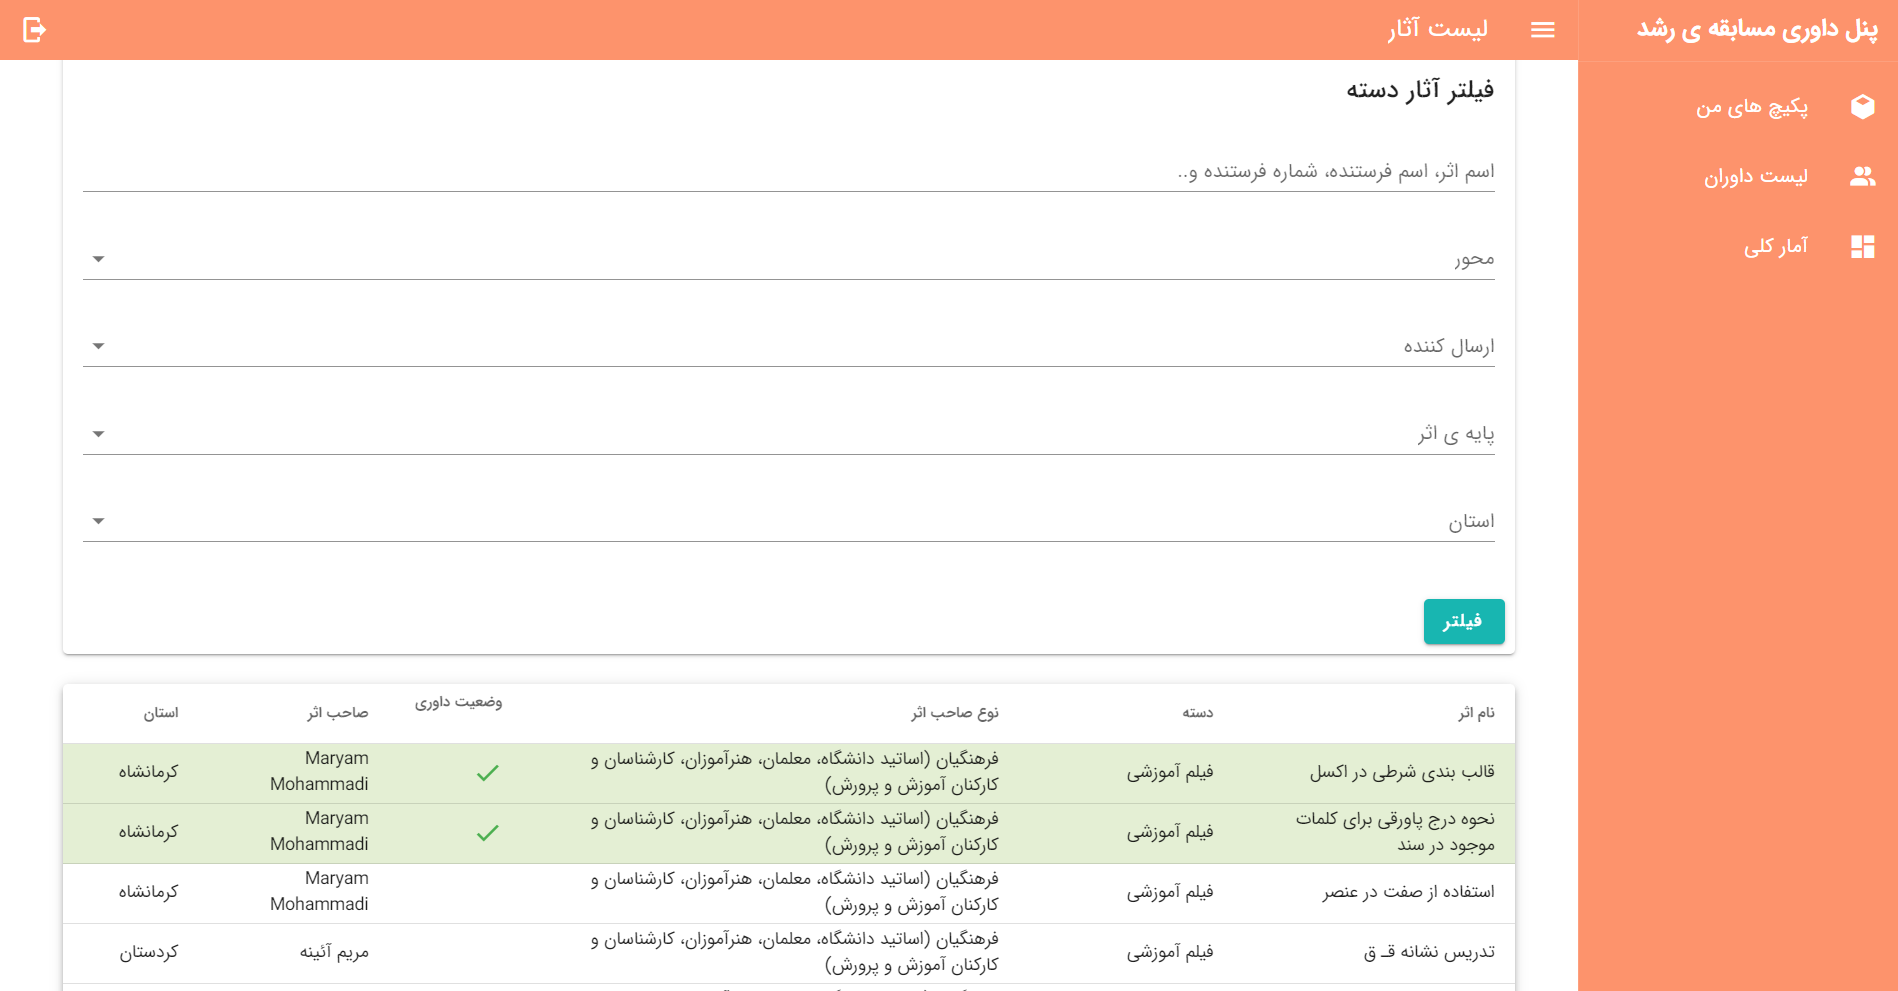 پنل داوری مسابقه ی رشد
لیست آثار
پکیچ های من
لیست داوران
آمار کلی
فیلتر آثار دسته
اسم اثر، اسم فرستنده، شماره فرستنده و..
محور
ارسال کننده
پایه ی اثر
استان
فیلتر
نام اثر دسته نوع صاحب اثر وضعیت داوری صاحب اثر استان
قالب بندی شرطی در اکسل
فیلم آموزشی
فرهنگیان (اساتید دانشگاه، معلمان، هنرآموزان، کارشناسان و
کارکنان آموزش و پرورش)
Maryam
Mohammadi
کرمانشاه
نحوه درج پاورقی برای کلمات
موجود در سند
فیلم آموزشی
فرهنگیان (اساتید دانشگاه، معلمان، هنرآموزان، کارشناسان و
کارکنان آموزش و پرورش)
Maryam
Mohammadi
کرمانشاه
استفاده از صفت در عنصر
فیلم آموزشی
فرهنگیان (اساتید دانشگاه، معلمان، هنرآموزان، کارشناسان و
کارکنان آموزش و پرورش)
Maryam
Mohammadi
کرمانشاه
تدریس نشانه قـ ق
فیلم آموزشی
فرهنگیان (اساتید دانشگاه، معلمان، هنرآموزان، کارشناسان و
کارکنان آموزش و پرورش)
مریم آئینه
کردستان